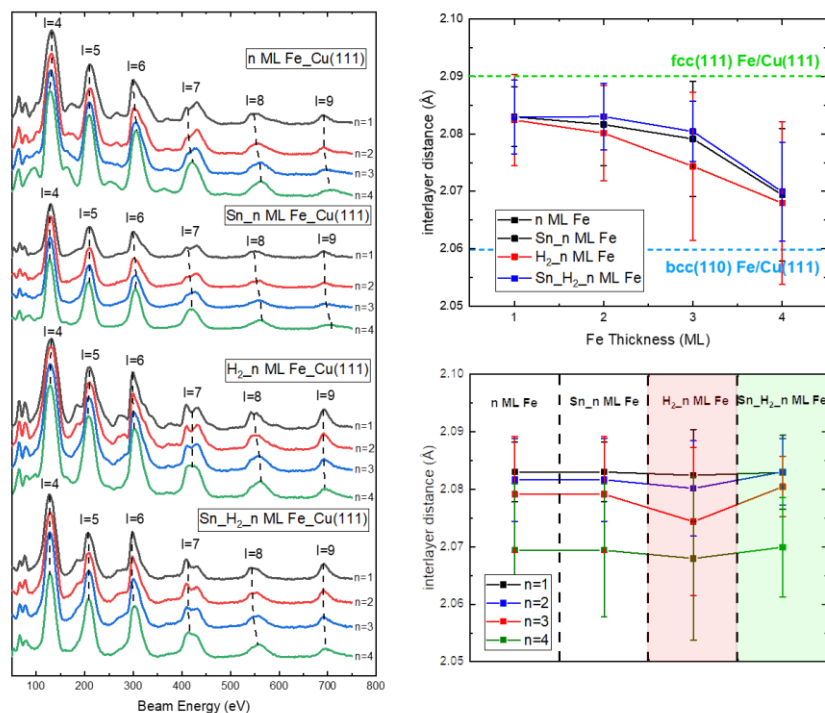 l=4
l=5
n ML Fe_Cu(111)
l=6
l=7
l=8
l=9
n=1
n=2
n=3
n=4
l=4
Sn_n ML Fe_Cu(111)
l=5
l=6
l=7
l=8
l=9
n=1
n=2
n=3
n=4
l=4
H₂_n ML Fe_Cu(111)
l=5
l=6
l=7
l=8
l=9
n=1
n=2
n=3
n=4
l=4
Sn_H₂_n ML Fe_Cu(111)
l=5
l=6
l=7
l=8
l=9
n=1
n=2
n=3
n=4
100 200 300 400 500 600 700 800
Beam Energy (eV)
2.10
2.09
2.08
2.07
2.06
2.05
interlayer distance (Å)
fcc(111) Fe/Cu(111)
n ML Fe
Sn_n ML Fe
H₂_n ML Fe
Sn_H₂_n ML Fe
bcc(110) Fe/Cu(111)
1 2 3 4
Fe Thickness (ML)
2.10
2.09
2.08
2.07
2.06
2.05
interlayer distance (Å)
n ML Fe
Sn_n ML Fe
H₂_n ML Fe
Sn_H₂_n ML Fe
n=1
n=2
n=3
n=4